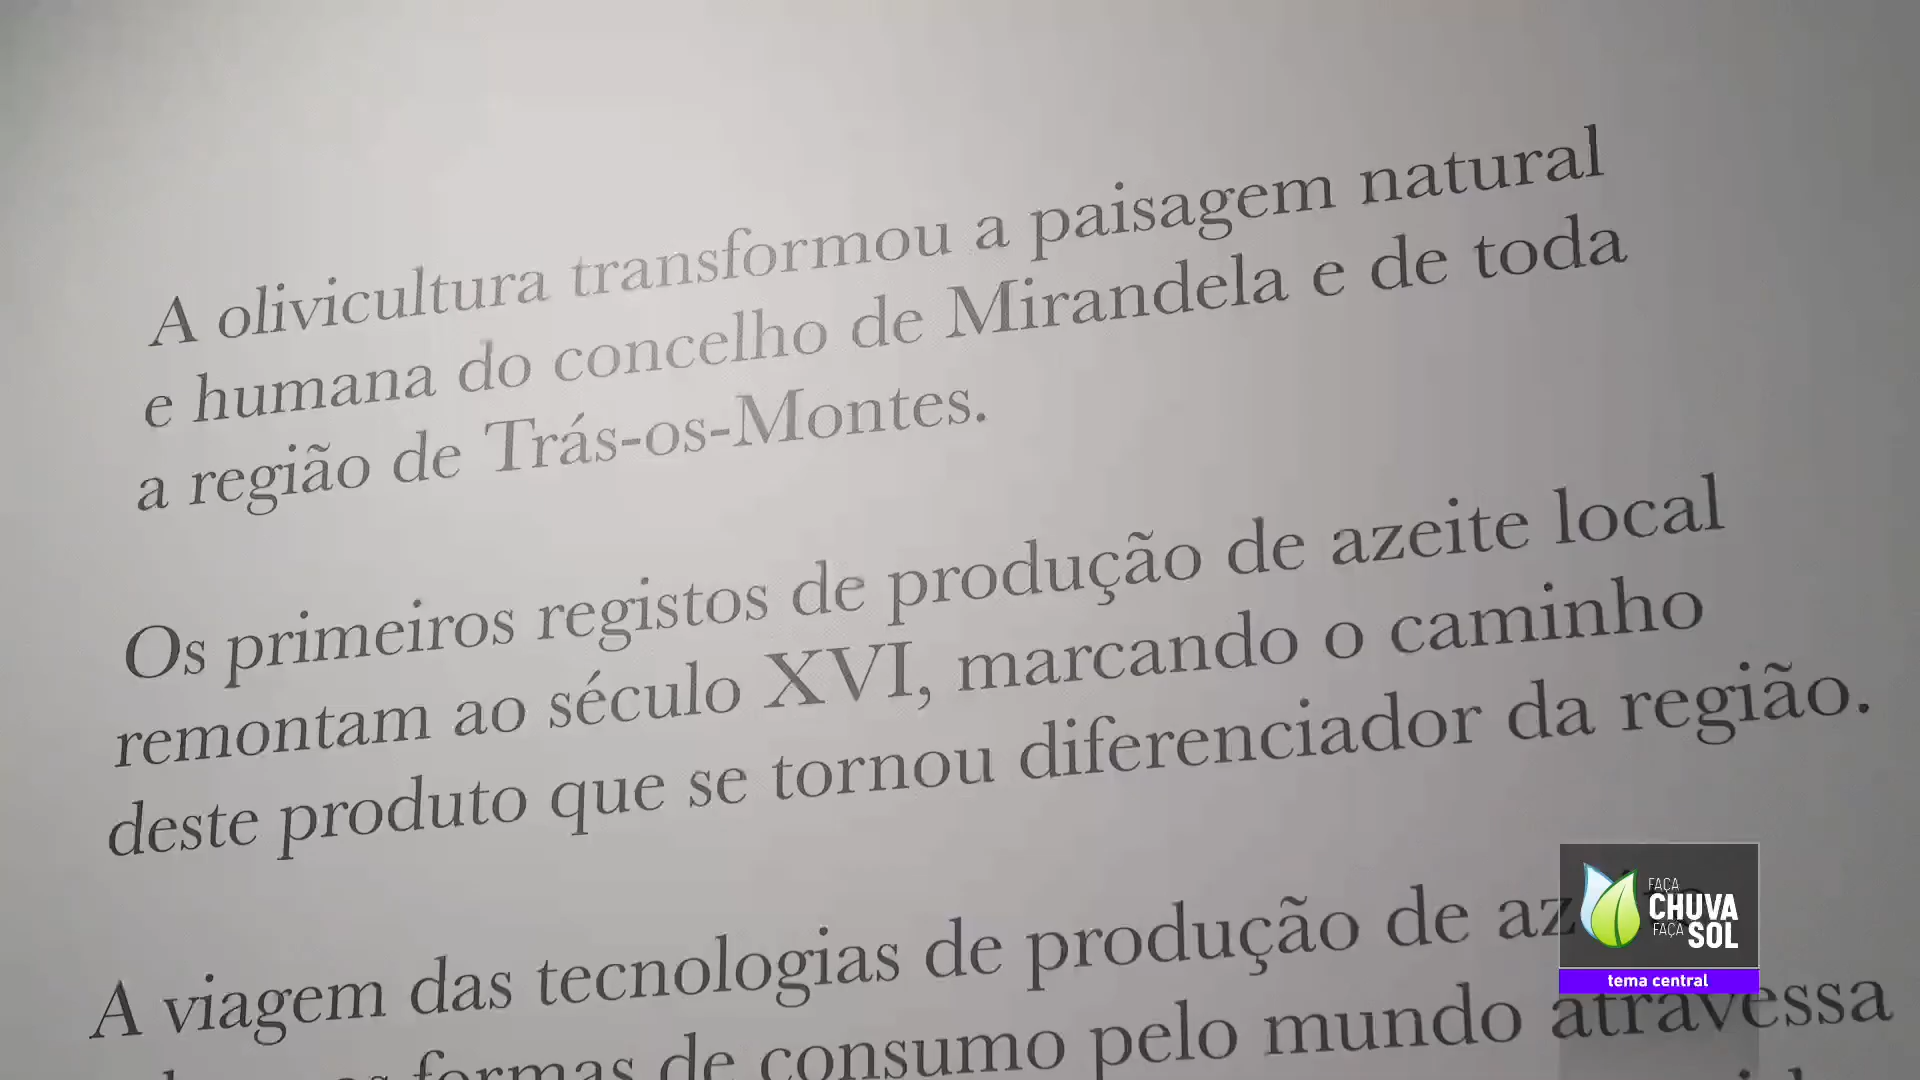 A olivicultura transformou a paisagem natural
e humana do concelho de Mirandela e de toda
a região de Trás-os-Montes.
Os primeiros registos de produção de azeite local
remontam ao século XVI, marcando o caminho
deste produto que se tornou diferenciador da região.
A viagem das tecnologias de produção de
formas de consumo pelo mundo atravessa
FAÇA
CHUVA
FAÇA SOL
tema central